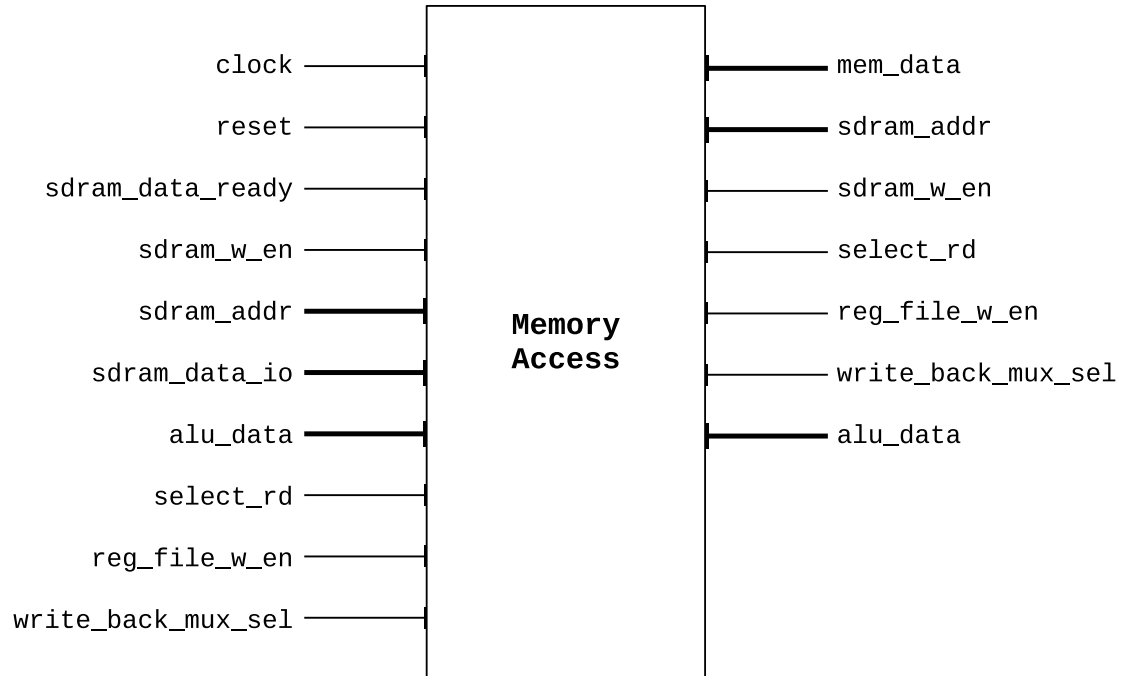 clock
reset
sdram_data_ready
sdram_w_en
sdram_addr
sdram_data_io
alu_data
select_rd
reg_file_w_en
write_back_mux_sel
Memory
Access
mem_data
sdram_addr
sdram_w_en
select_rd
reg_file_w_en
write_back_mux_sel
alu_data